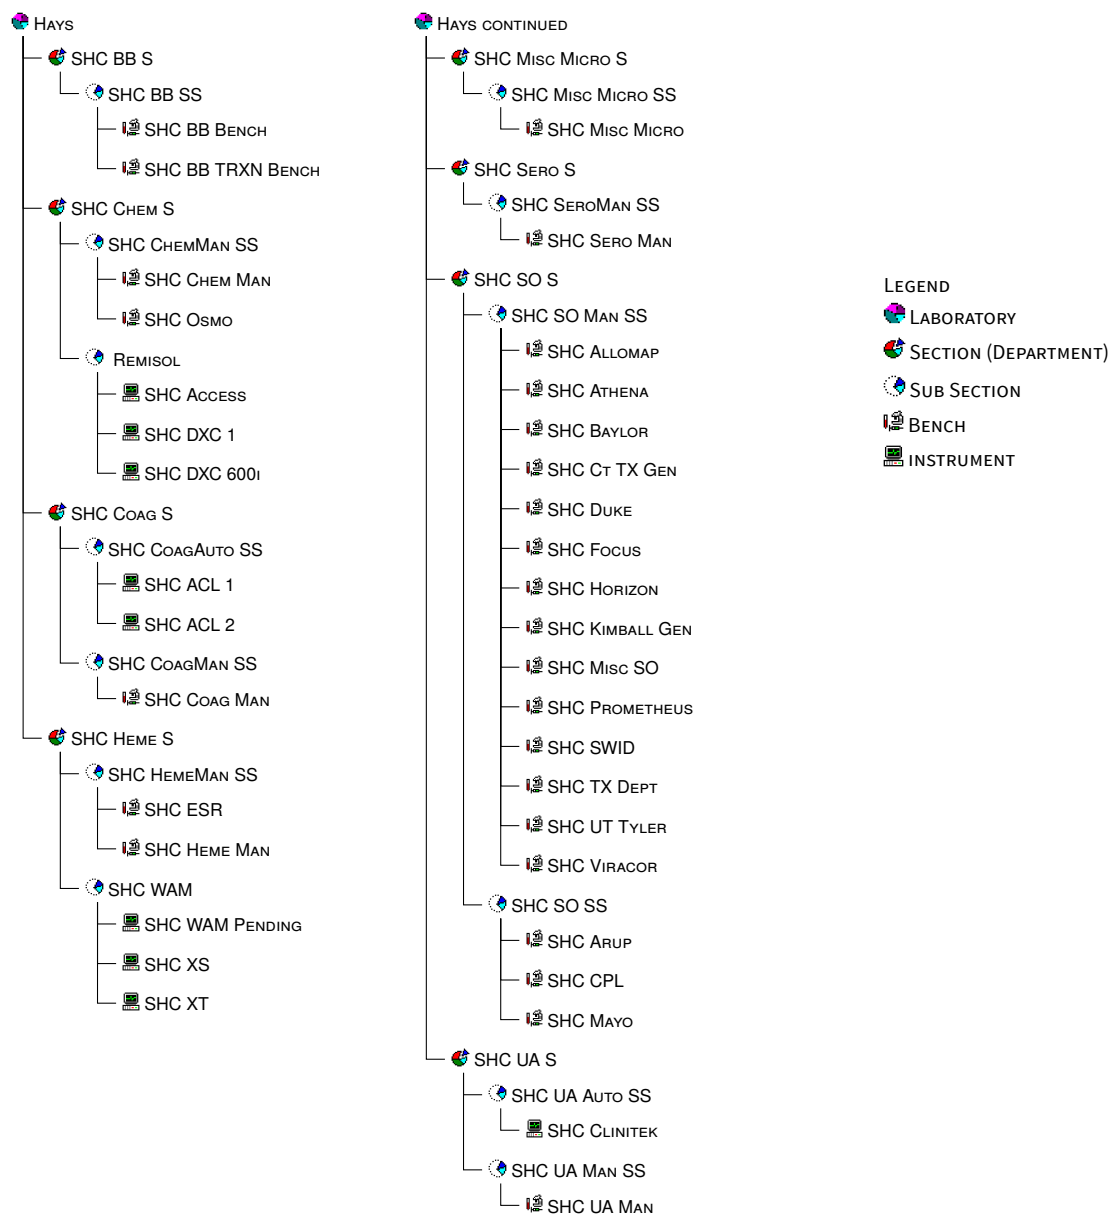 Hays
SHC BB S
SHC BB SS
SHC BB Bench
SHC BB TRXN Bench
SHC Chem S
SHC ChemMan SS
SHC Chem Man
SHC Osmo
Remisol
SHC Access
SHC DXC 1
SHC DXC 600i
SHC Coag S
SHC CoagAuto SS
SHC ACL 1
SHC ACL 2
SHC CoagMan SS
SHC Coag Man
SHC Heme S
SHC HemeMan SS
SHC ESR
SHC Heme Man
SHC WAM
SHC WAM Pending
SHC XS
SHC XT
Hays continued
SHC Misc Micro S
SHC Misc Micro SS
SHC Misc Micro
SHC Sero S
SHC SeroMan SS
SHC Sero Man
SHC SO S
SHC SO Man SS
SHC Allomap
SHC Athena
SHC Baylor
SHC Ct TX Gen
SHC Duke
SHC Focus
SHC Horizon
SHC Kimball Gen
SHC Misc SO
SHC Prometheus
SHC SWID
SHC TX Dept
SHC UT Tyler
SHC Viracor
SHC SO SS
SHC Arup
SHC CPL
SHC Mayo
SHC UA S
SHC UA Auto SS
SHC Clinitek
SHC UA Man SS
SHC UA Man
Legend
Laboratory
Section (Department)
Sub Section
Bench
instrument